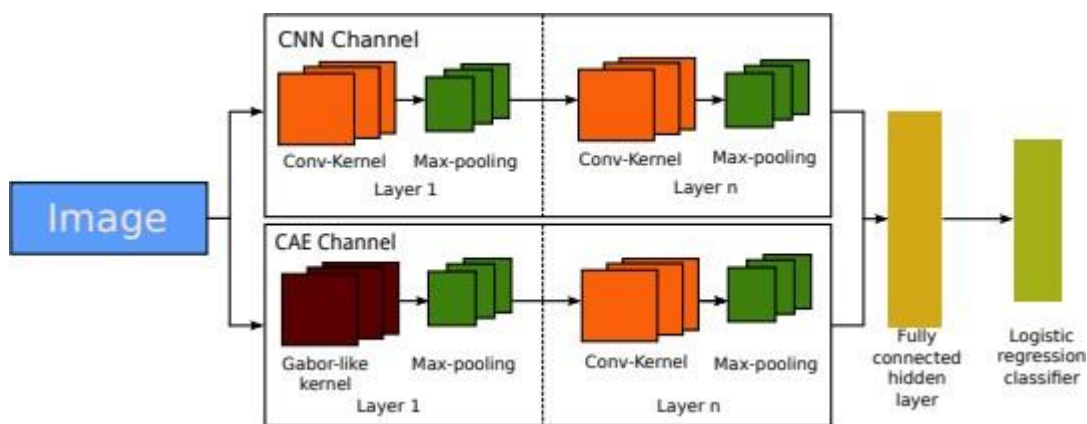 Image
CNN Channel
Conv-Kernel
Max-pooling
Layer 1
Conv-Kernel
Max-pooling
Layer n
CAE Channel
Gabor-like
kernel
Max-pooling
Layer 1
Conv-Kernel
Max-pooling
Layer n
Fully
connected
hidden
layer
Logistic
regression
classifier